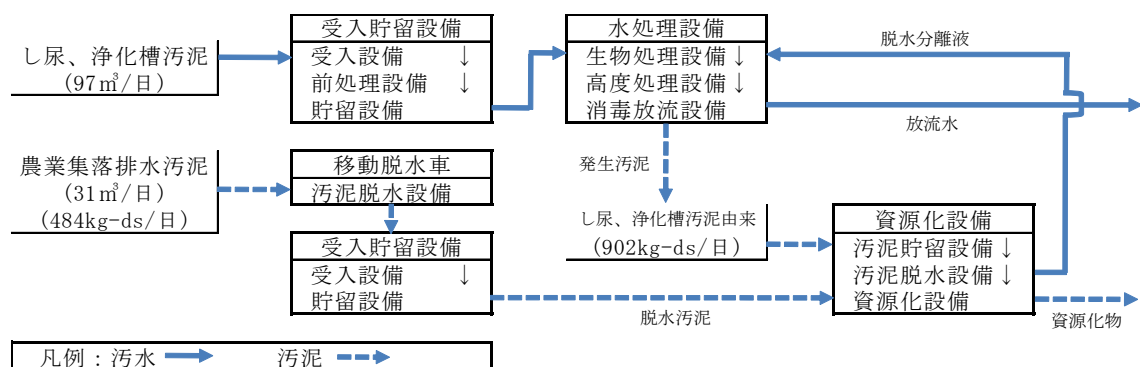 受入貯留設備
受入設備 ↓
前処理設備 ↓
貯留設備
水処理設備
生物処理設備↓
高度処理設備↓
消毒放流設備
し尿、浄化槽汚泥
(97㎥/日)
脱水分離液
放流水
農業集落排水汚泥
(31㎥/日)
(484kg-ds/日)
移動脱水車
汚泥脱水設備
発生汚泥
し尿、浄化槽汚泥由来
(902kg-ds/日)
受入貯留設備
受入設備 ↓
貯留設備
脱水汚泥
資源化設備
汚泥貯留設備↓
汚泥脱水設備↓
資源化設備
資源化物
凡例：汚水 汚泥